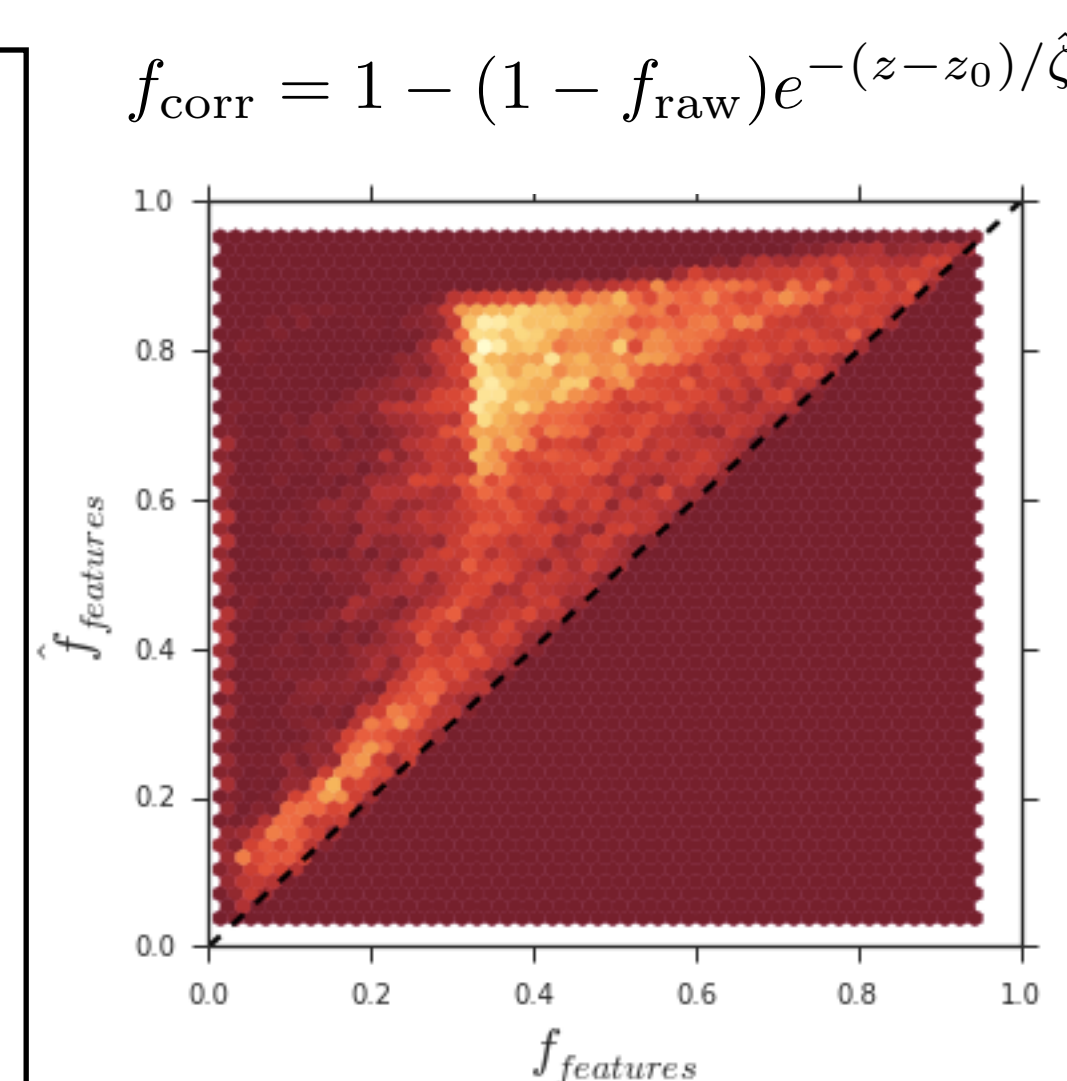 f_corr = 1 − (1 − f_raw)e^{−(z−z_0)/ζ̂
1.0
0.8
0.6
0.4
0.2
0.0
f̂_features
0.0 0.2 0.4 0.6 0.8 1.0
f_features